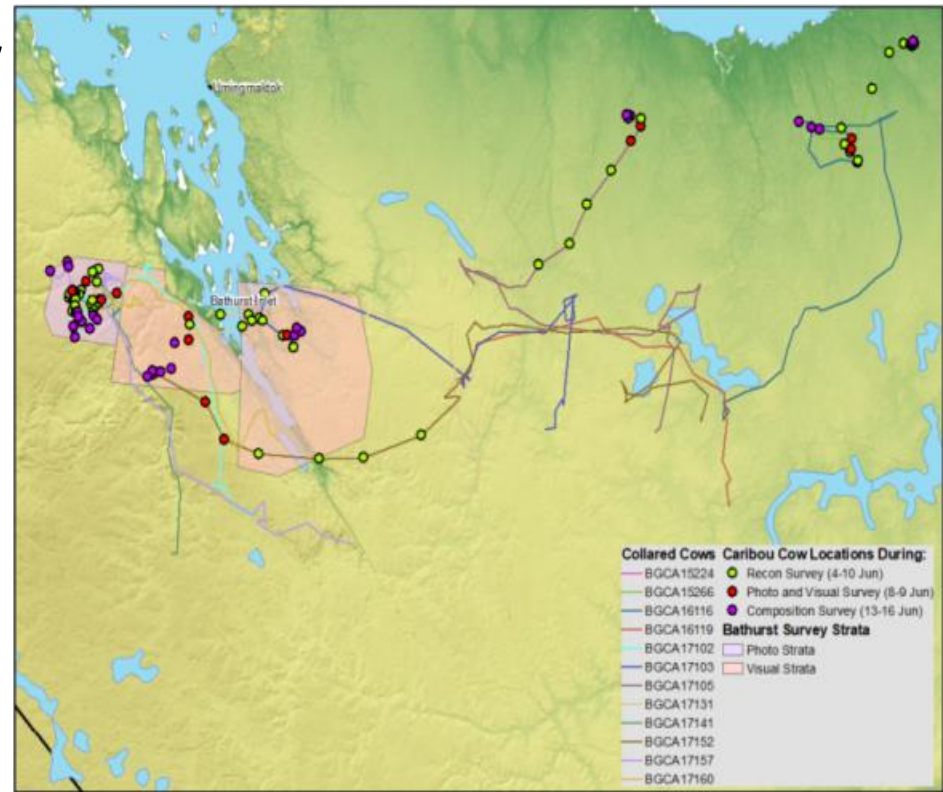 Umingmaktok
Bathurst Inlet
Collared Cows
BGCA15224
BGCA15266
BGCA16116
BGCA16119
BGCA17102
BGCA17103
BGCA17105
BGCA17131
BGCA17141
BGCA17152
BGCA17157
BGCA17160
Caribou Cow Locations During:
Recon Survey (4-10 Jun)
Photo and Visual Survey (8-9 Jun)
Composition Survey (13-16 Jun)
Bathurst Survey Strata
Photo Strata
Visual Strata